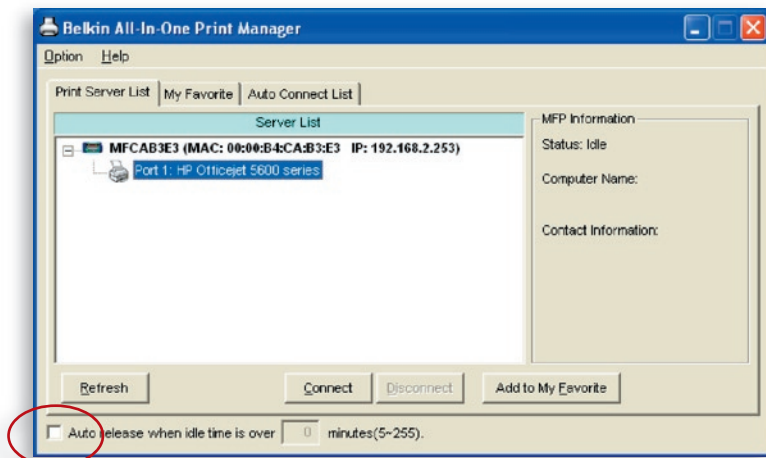 Belkin All-In-One Print Manager
Option Help
Print Server List My Favorite Auto Connect List
Server List
MFCAB3E3 (MAC: 00:00:B4:CA:B3:E3 IP: 192.168.2.253)
Port 1: HP Officejet 5600 series
MFP Information
Status: Idle
Computer Name:
Contact Information:
Refresh Connect Disconnect Add to My Favorite
Auto release when idle time is over 0 minutes(5~255).